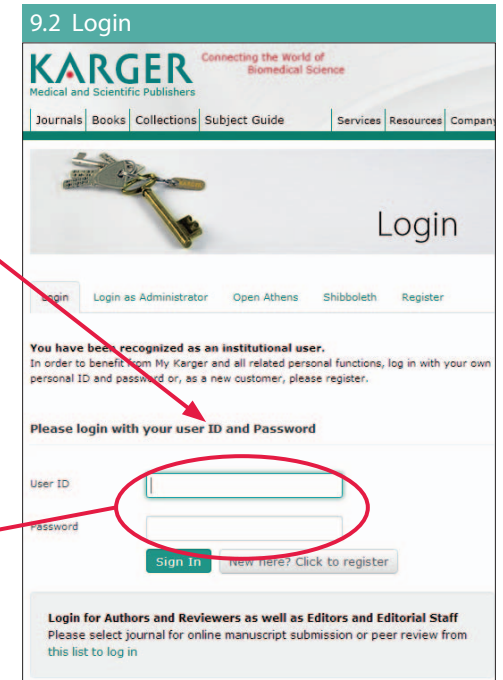 9.2 Login
KARGER
Medical and Scientific Publishers
Connecting the World of
Biomedical Science
Journals Books Collections Subject Guide Services Resources Company
Login
Login Login as Administrator Open Athens Shibboleth Register
You have been recognized as an institutional user.
In order to benefit from My Karger and all related personal functions, log in with your own
personal ID and password or, as a new customer, please register.
Please login with your user ID and Password
User ID
Password
Sign In New here? Click to register
Login for Authors and Reviewers as well as Editors and Editorial Staff
Please select journal for online manuscript submission or peer review from
this list to log in